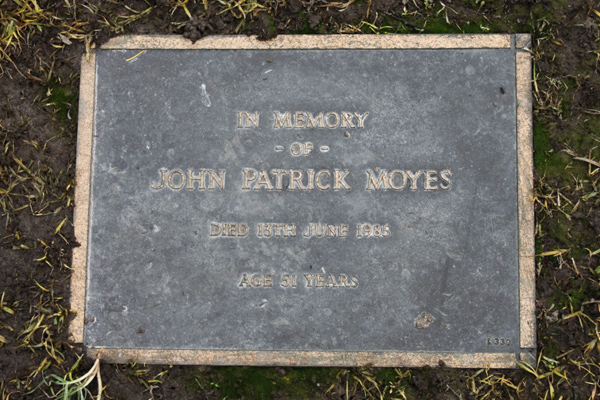 IN MEMORY
- OF -
JOHN PATRICK MOYES
DIED 13TH JUNE 1985
AGE 51 YEARS